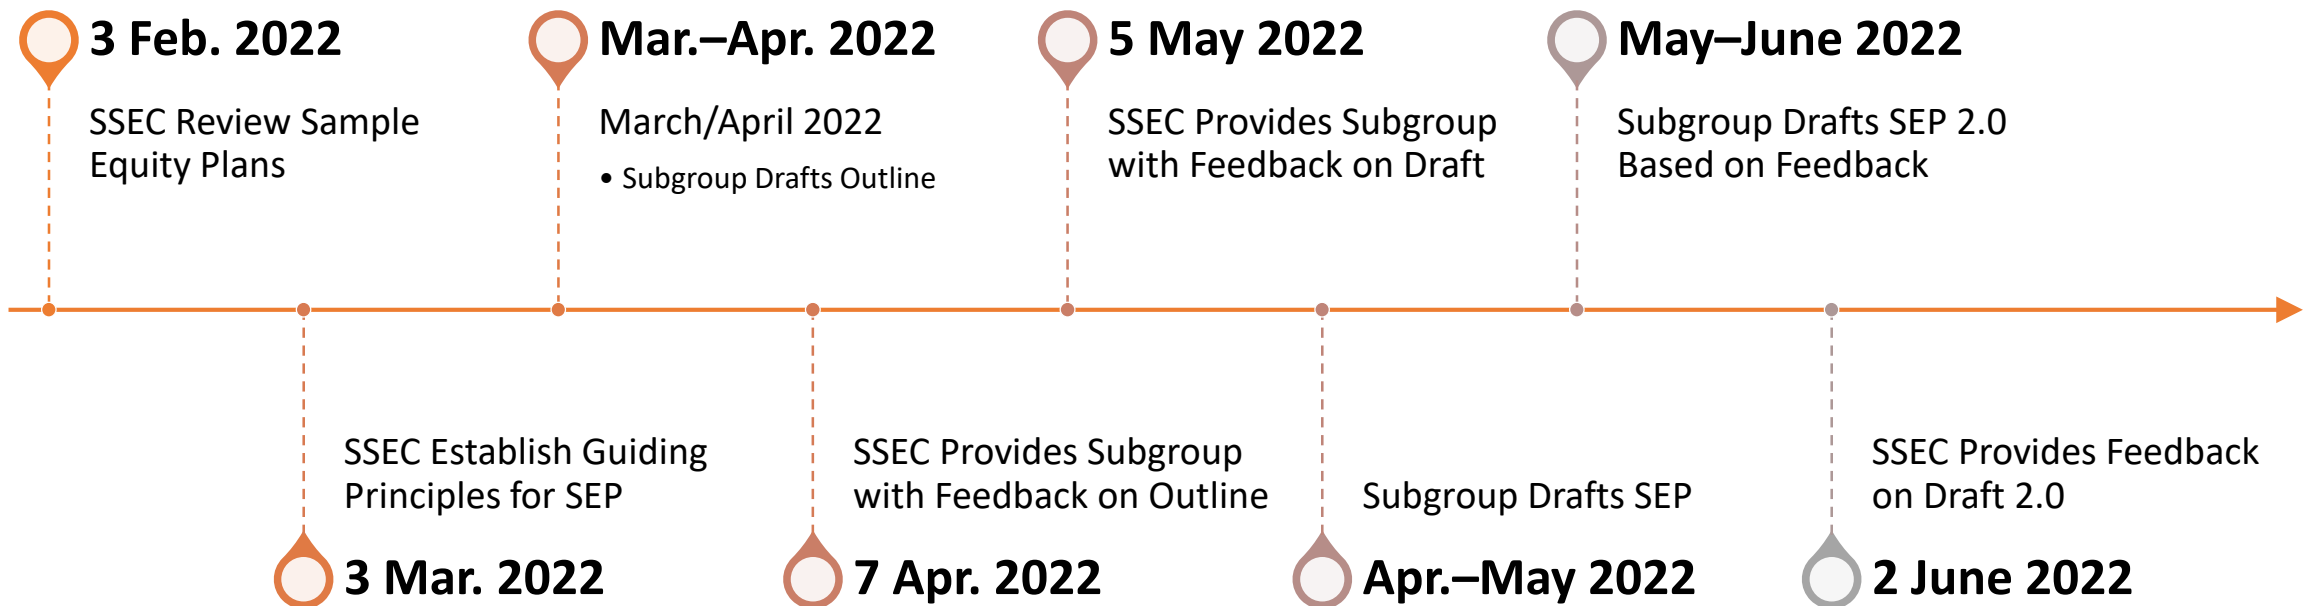 3 Feb. 2022
SSEC Review Sample
Equity Plans
Mar.–Apr. 2022
March/April 2022
• Subgroup Drafts Outline
5 May 2022
SSEC Provides Subgroup
with Feedback on Draft
May–June 2022
Subgroup Drafts SEP 2.0
Based on Feedback
SSEC Establish Guiding
Principles for SEP
3 Mar. 2022
SSEC Provides Subgroup
with Feedback on Outline
7 Apr. 2022
Subgroup Drafts SEP
Apr.–May 2022
SSEC Provides Feedback
on Draft 2.0
2 June 2022